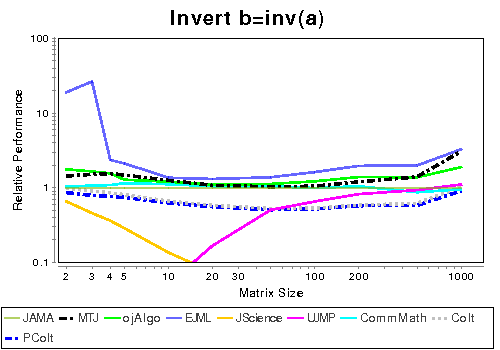 Invert b=inv(a)
100
10
1
0.1
Relative Performance
2 3 4 5 10 20 30 100 200 1000
Matrix Size
JAMA MTJ ojAlgo EJML JScience UJMP CommMath Colt
PColt